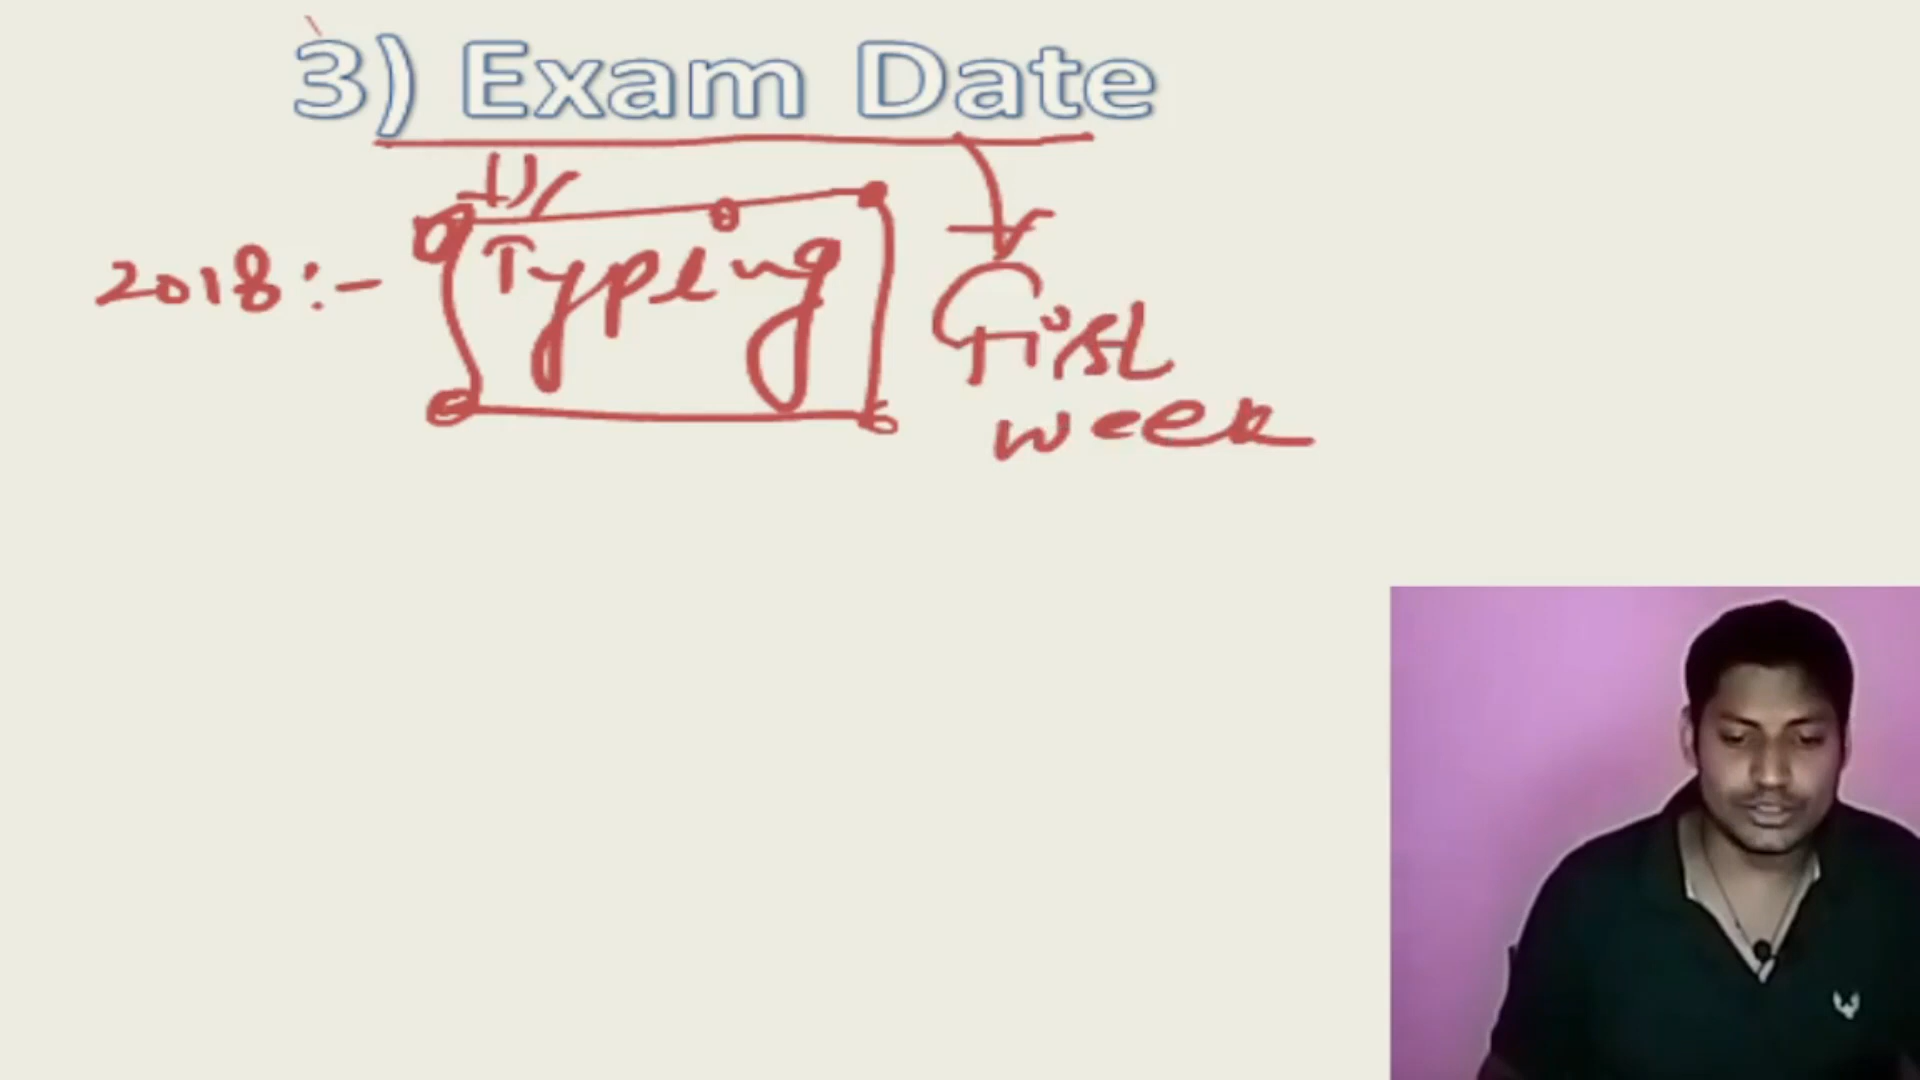 3) Exam Date
2018 :- Typing
First
week